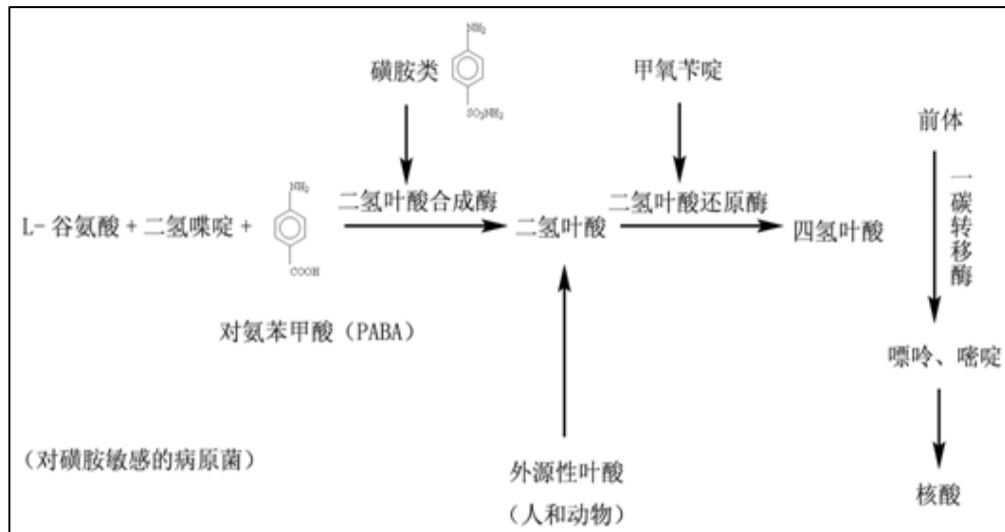 NH₂
磺胺类
SO₂NH₂
甲氧苄啶
前体
一碳转移酶
NH₂
二氢叶酸合成酶
二氢叶酸还原酶
L-谷氨酸+二氢喋啶+
二氢叶酸
四氢叶酸
COOH
对氨苯甲酸（PABA）
嘌呤、嘧啶
（对磺胺敏感的病原菌）
外源性叶酸
（人和动物）
核酸